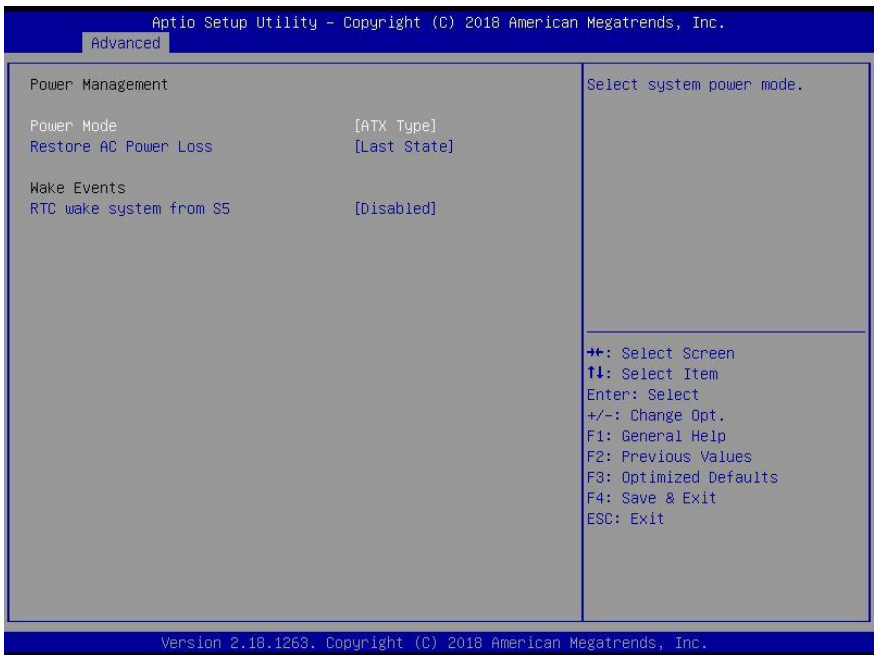 Aptio Setup Utility – Copyright (C) 2018 American Megatrends, Inc.
Advanced
Power Management
Power Mode [ATX Type]
Restore AC Power Loss [Last State]
Wake Events
RTC wake system from S5 [Disabled]
Select system power mode.
→←: Select Screen
↑↓: Select Item
Enter: Select
+/-: Change Opt.
F1: General Help
F2: Previous Values
F3: Optimized Defaults
F4: Save & Exit
ESC: Exit
Version 2.18.1263. Copyright (C) 2018 American Megatrends, Inc.